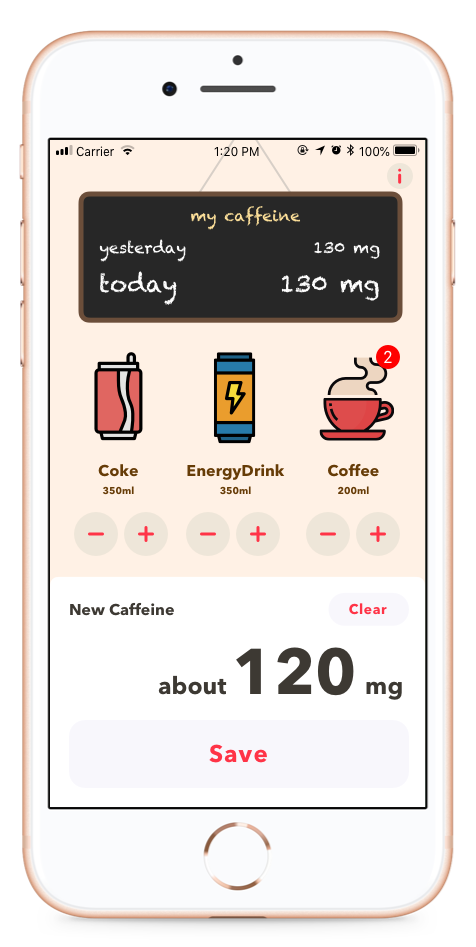 Carrier 1:20 PM 100%
i
my caffeine
yesterday 130 mg
today 130 mg
2
Coke EnergyDrink Coffee
350ml 350ml 200ml
− + − + − +
New Caffeine Clear
about 120 mg
Save